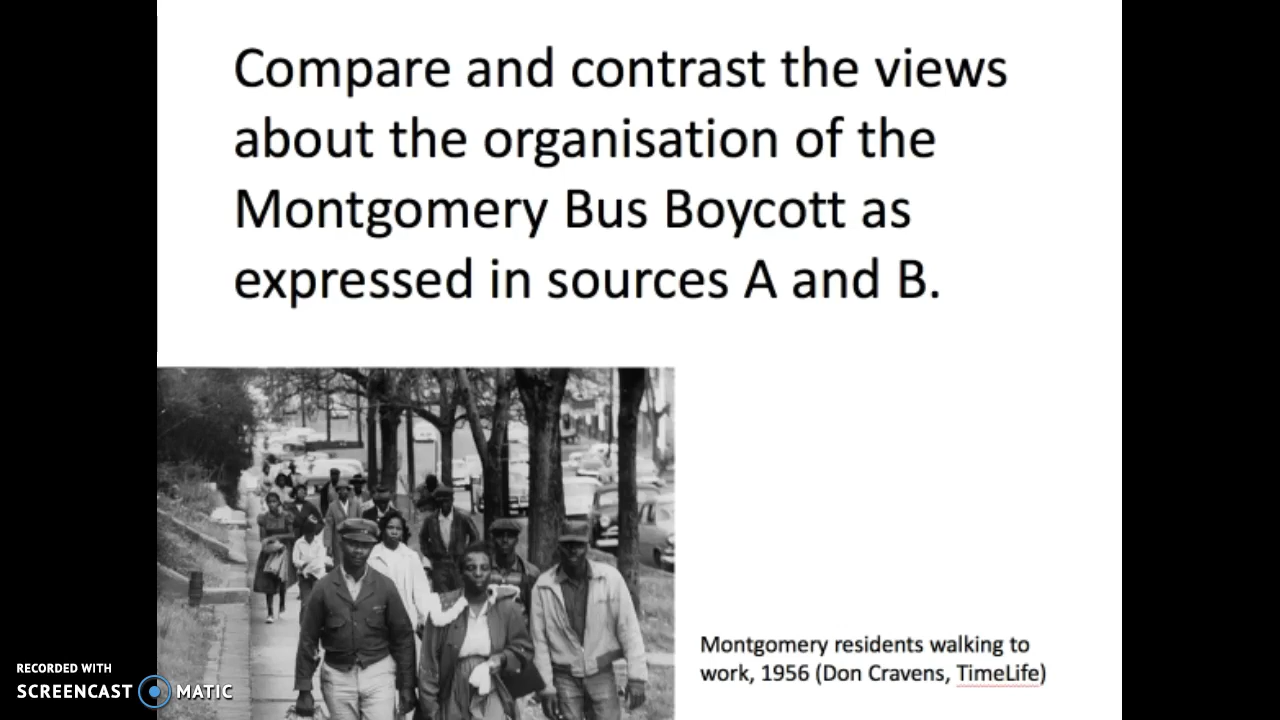 Compare and contrast the views
about the organisation of the
Montgomery Bus Boycott as
expressed in sources A and B.
Montgomery residents walking to
work, 1956 (Don Cravens, TimeLife)
RECORDED WITH
SCREENCAST MATIC